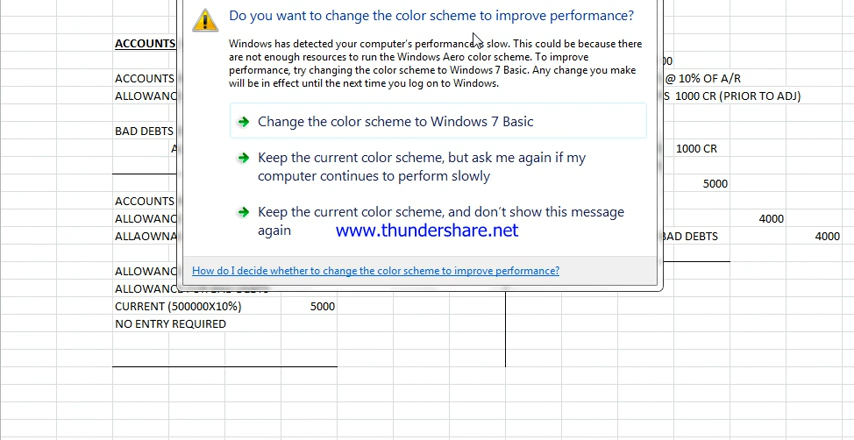 Do you want to change the color scheme to improve performance?
ACCOUNTS
Windows has detected your computer's performance is slow. This could be because there
are not enough resources to run the Windows Aero color scheme. To improve
00
ACCOUNTS performance, try changing the color scheme to Windows 7 Basic. Any change you make @ 10% OF A/R
ALLOWANC will be in effect until the next time you log on to Windows. S 1000 CR (PRIOR TO ADJ)
Change the color scheme to Windows 7 Basic
BAD DEBTS
A Keep the current color scheme, but ask me again if my 1000 CR
computer continues to perform slowly
5000
ACCOUNTS
ALLOWANC Keep the current color scheme, and don't show this message 4000
ALLAOWNA again www.thundershare.net BAD DEBTS 4000
ALLOWANC How do I decide whether to change the color scheme to improve performance?
CURRENT (500000X10%) 5000
NO ENTRY REQUIRED